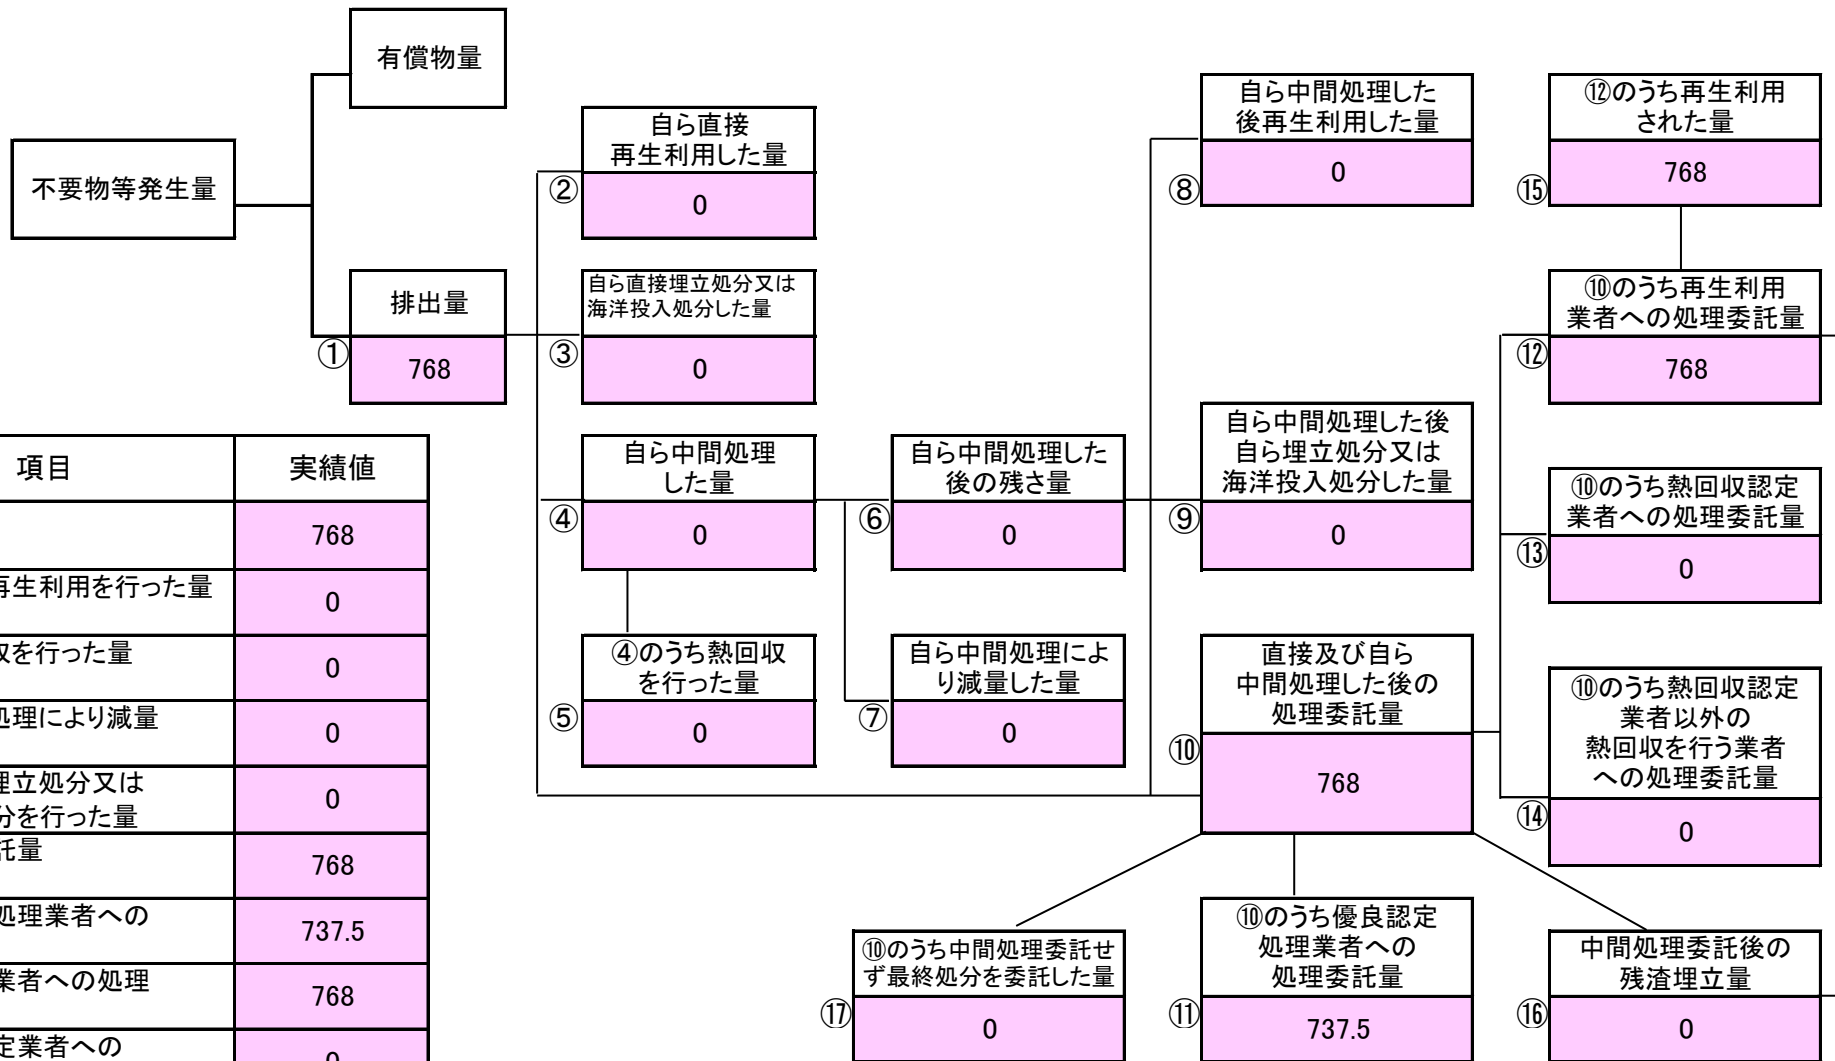 有償物量
不要物等発生量
排出量
①
768
自ら直接
再生利用した量
②
0
自ら直接埋立処分又は
海洋投入処分した量
③
0
自ら中間処理
した量
④
0
④のうち熱回収
を行った量
⑤
0
自ら中間処理した
後の残さ量
⑥
0
自ら中間処理によ
り減量した量
⑦
0
自ら中間処理した
後再生利用した量
⑧
0
自ら中間処理した後
自ら埋立処分又は
海洋投入処分した量
⑨
0
直接及び自ら
中間処理した後の
処理委託量
⑩
768
⑩のうち優良認定
処理業者への
処理委託量
⑪
737.5
⑩のうち再生利用
業者への処理委託量
⑫
768
⑩のうち熱回収認定
業者への処理委託量
⑬
0
⑩のうち熱回収認定
業者以外の
熱回収を行う業者
への処理委託量
⑭
0
⑫のうち再生利用
された量
⑮
768
中間処理委託後の
残渣埋立量
⑯
0
⑩のうち中間処理委託せ
ず最終処分を委託した量
⑰
0
項目 実績値
768
再生利用を行った量 0
を行った量 0
処理により減量 0
埋立処分又は
分を行った量 0
託量 768
処理業者への 737.5
業者への処理 768
定業者への 0